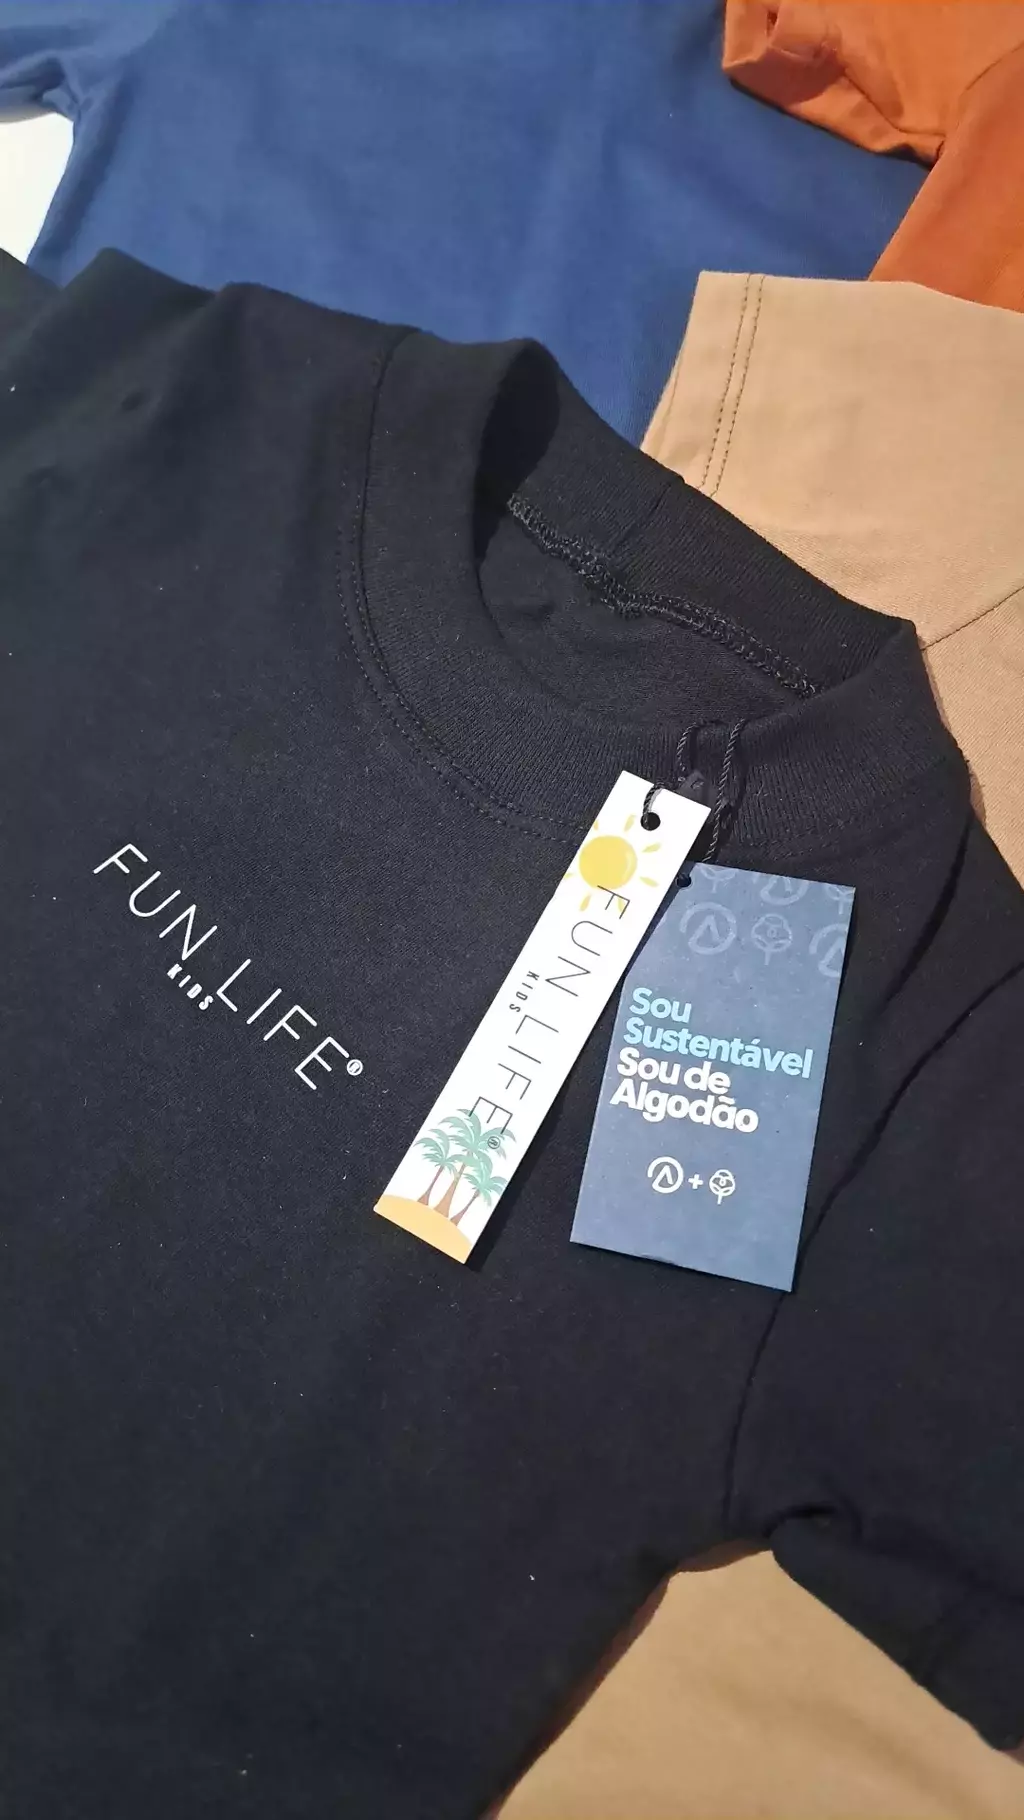 FUN LIFE®
KIDS
FUN LIFE®
KIDS
Sou
Sustentável
Sou de
Algodão